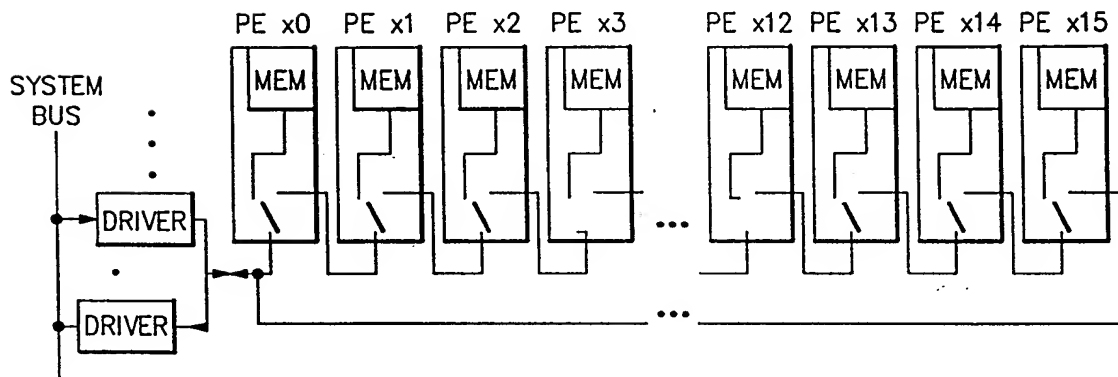 PE x0 PE x1 PE x2 PE x3 PE x12 PE x13 PE x14 PE x15
MEM MEM MEM MEM MEM MEM MEM MEM
SYSTEM
BUS
DRIVER
DRIVER